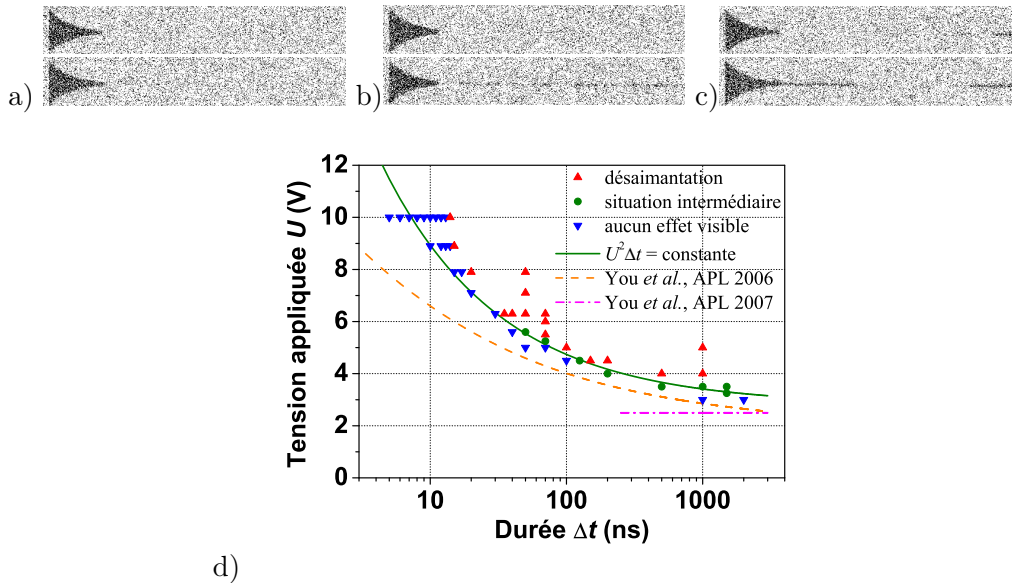 a)
b)
c)
Tension appliquée U (V)
12
10
8
6
4
2
0
désaimantation
situation intermédiaire
aucun effet visible
U²Δt = constante
You et al., APL 2006
You et al., APL 2007
10
100
1000
Durée Δt (ns)
d)